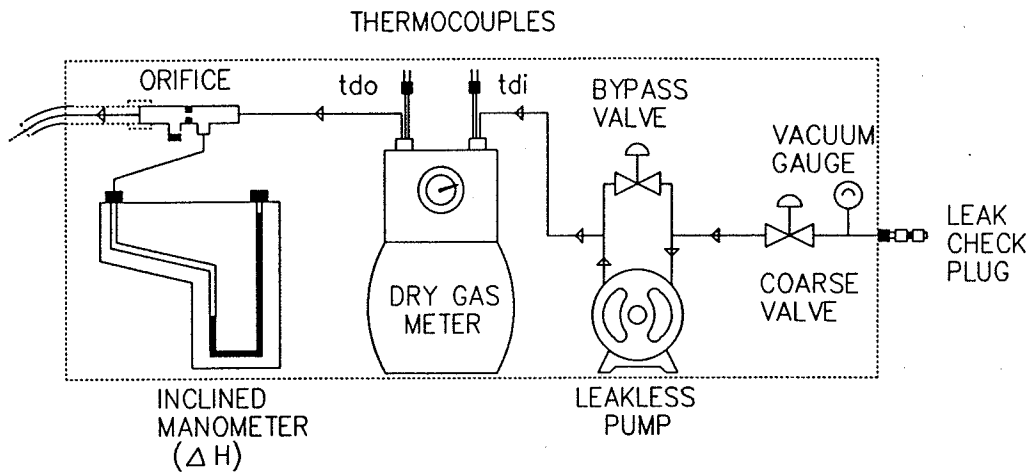 THERMOCOUPLES
ORIFICE
tdo
tdi
BYPASS
VALVE
VACUUM
GAUGE
LEAK
CHECK
PLUG
COARSE
VALVE
DRY GAS
METER
LEAKLESS
PUMP
INCLINED
MANOMETER
(△ H)